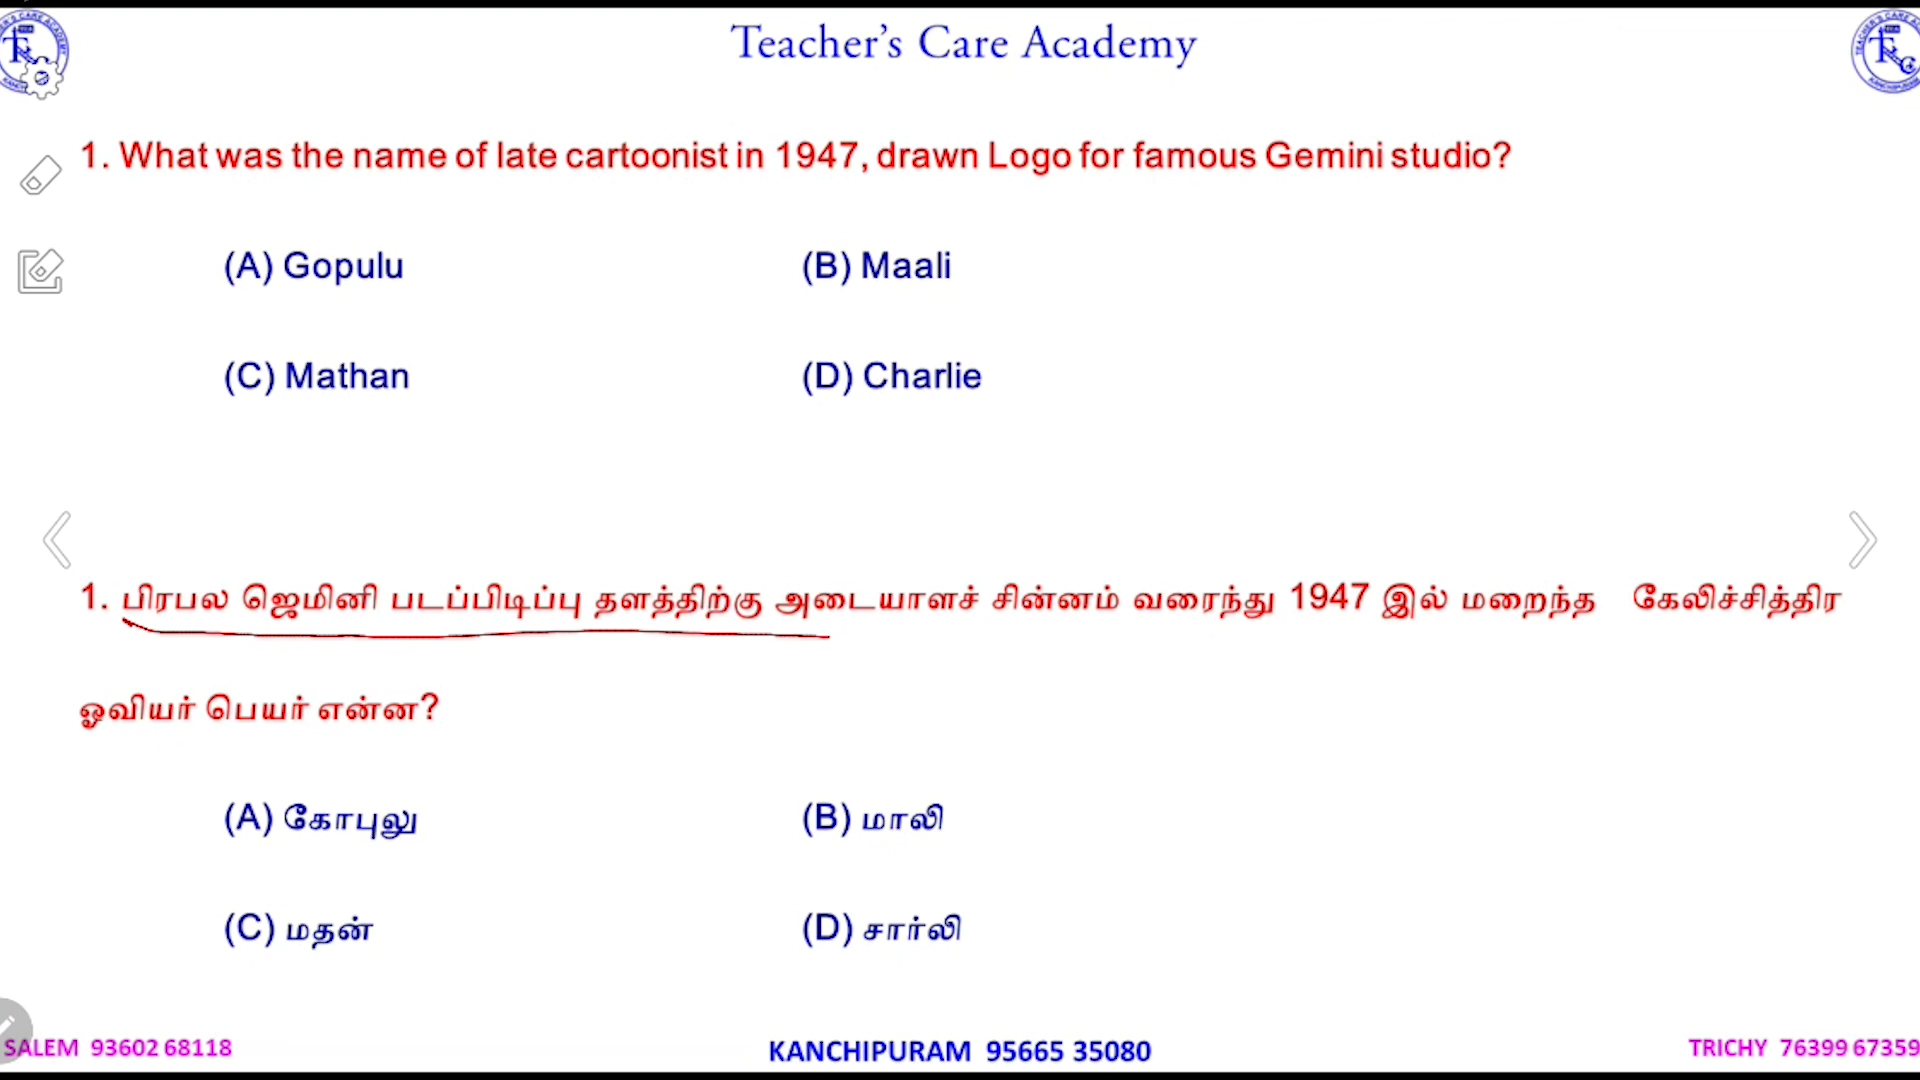 Teacher's Care Academy
1. What was the name of late cartoonist in 1947, drawn Logo for famous Gemini studio?
(A) Gopulu (B) Maali
(C) Mathan (D) Charlie
1. பிரபல ஜெமினி படப்பிடிப்பு தளத்திற்கு அடையாளச் சின்னம் வரைந்து 1947 இல் மறைந்த கேலிச்சித்திர
ஓவியர் பெயர் என்ன?
(A) கோபுலு (B) மாலி
(C) மதன் (D) சார்லி
SALEM 93602 68118 KANCHIPURAM 95665 35080 TRICHY 76399 67359